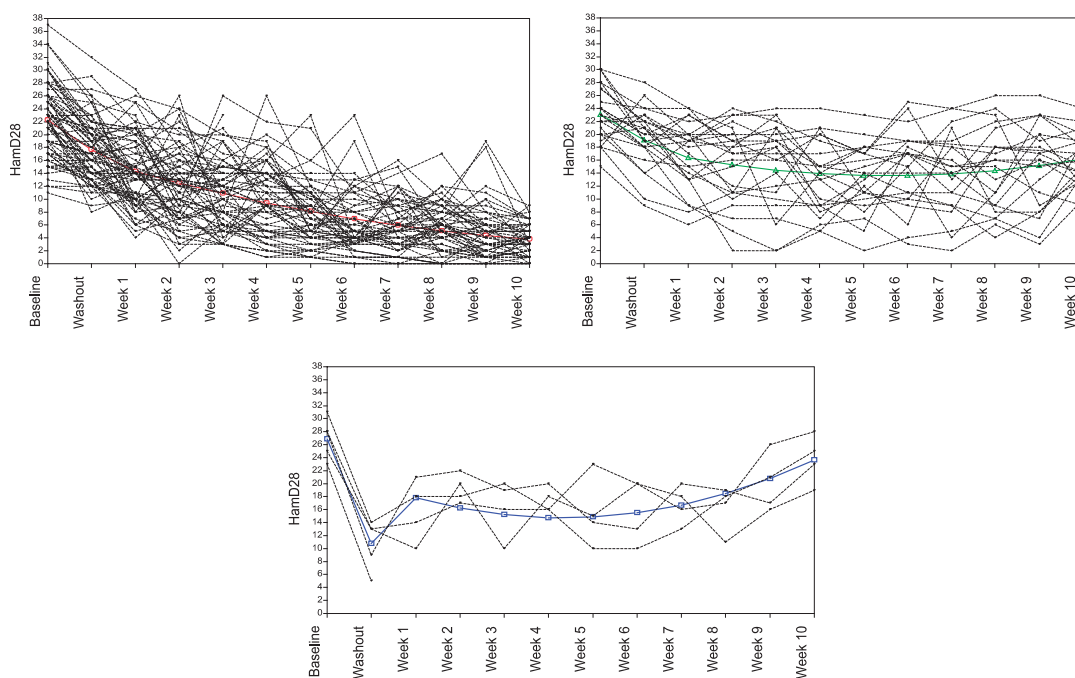 38
36
34
32
30
28
26
24
22
20
18
16
14
12
10
8
6
4
2
0
HamD28
Baseline
Washout
Week 1
Week 2
Week 3
Week 4
Week 5
Week 6
Week 7
Week 8
Week 9
Week 10
38
36
34
32
30
28
26
24
22
20
18
16
14
12
10
8
6
4
2
0
HamD28
Baseline
Washout
Week 1
Week 2
Week 3
Week 4
Week 5
Week 6
Week 7
Week 8
Week 9
Week 10
38
36
34
32
30
28
26
24
22
20
18
16
14
12
10
8
6
4
2
0
HamD28
Baseline
Washout
Week 1
Week 2
Week 3
Week 4
Week 5
Week 6
Week 7
Week 8
Week 9
Week 10